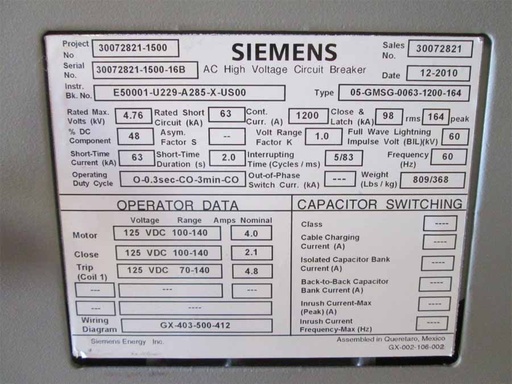 Project No 30072821-1500 SIEMENS Sales No. 30072821
Serial No. 30072821-1500-16B AC High Voltage Circuit Breaker Date 12-2010
Instr. Bk. No. E50001-U229-A285-X-US00 Type 05-GMSG-0063-1200-164
Rated Max. Volts (kV) 4.76 Rated Short Circuit (kA) 63 Cont. Curr. (A) 1200 Close & Latch (kA) 98 rms 164 peak
% DC Component 48 Asym. Factor S -- Volt Range Factor K 1.0 Full Wave Lightning Impulse Volt (BIL)(kV) 60
Short-Time Current (kA) 63 Short-Time Duration (s) 2.0 Interrupting Time (Cycles / ms) 5/83 Frequency (Hz) 60
Operating Duty Cycle O-0.3sec-CO-3min-CO Out-of-Phase Switch Curr. (kA) --- Weight (Lbs / kg) 809/368
OPERATOR DATA
Voltage Range Amps Nominal
Motor 125 VDC 100-140 4.0
Close 125 VDC 100-140 2.1
Trip (Coil 1) 125 VDC 70-140 4.8
--- ---- ---
--- ---- ---
Wiring Diagram GX-403-500-412
Siemens Energy Inc.
CAPACITOR SWITCHING
Class ----
Cable Charging Current (A) ----
Isolated Capacitor Bank Current (A) ----
Back-to-Back Capacitor Bank Current (A) ----
Inrush Current-Max (Peak) (A) ----
Inrush Current Frequency-Max (Hz) ----
Assembled in Queretaro, Mexico
GX-002-106-002